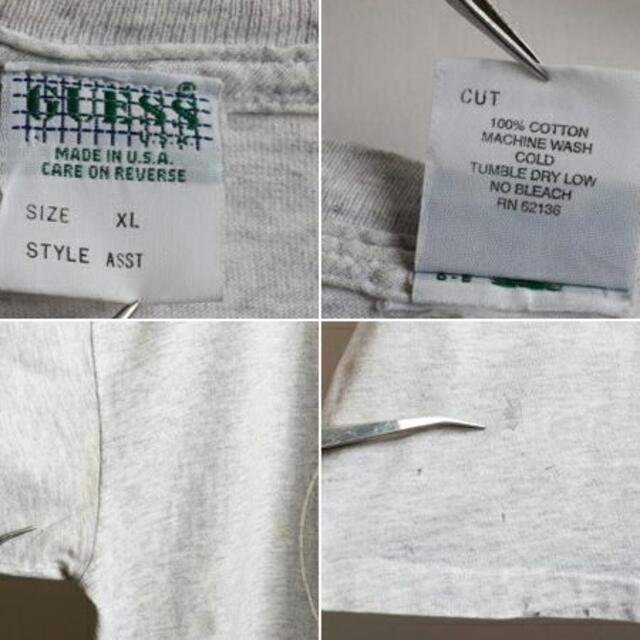 GUESS®
U.S.A.
MADE IN U.S.A.
CARE ON REVERSE
SIZE XL
STYLE ASST
CUT
100% COTTON
MACHINE WASH
COLD
TUMBLE DRY LOW
NO BLEACH
RN 62136